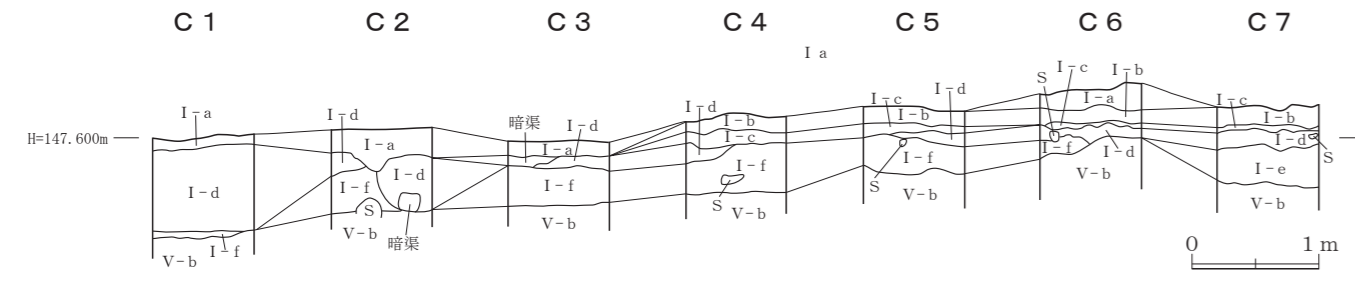 C 1 C 2 C 3 C 4 C 5 C 6 C 7
I a
H=147.600m
I-a
I-d
I-f
V-b
I-d
I-a
I-f
I-d
S
V-b
暗渠
暗渠
I-d
I-a
I-f
V-b
I-d
I-b
I-c
I-f
S
V-b
I-c
I-d
I-b
I-f
S
V-b
S
I-c
I-b
I-a
I-f
I-d
V-b
I-c
I-b
I-d
S
I-e
V-b
0 1 m